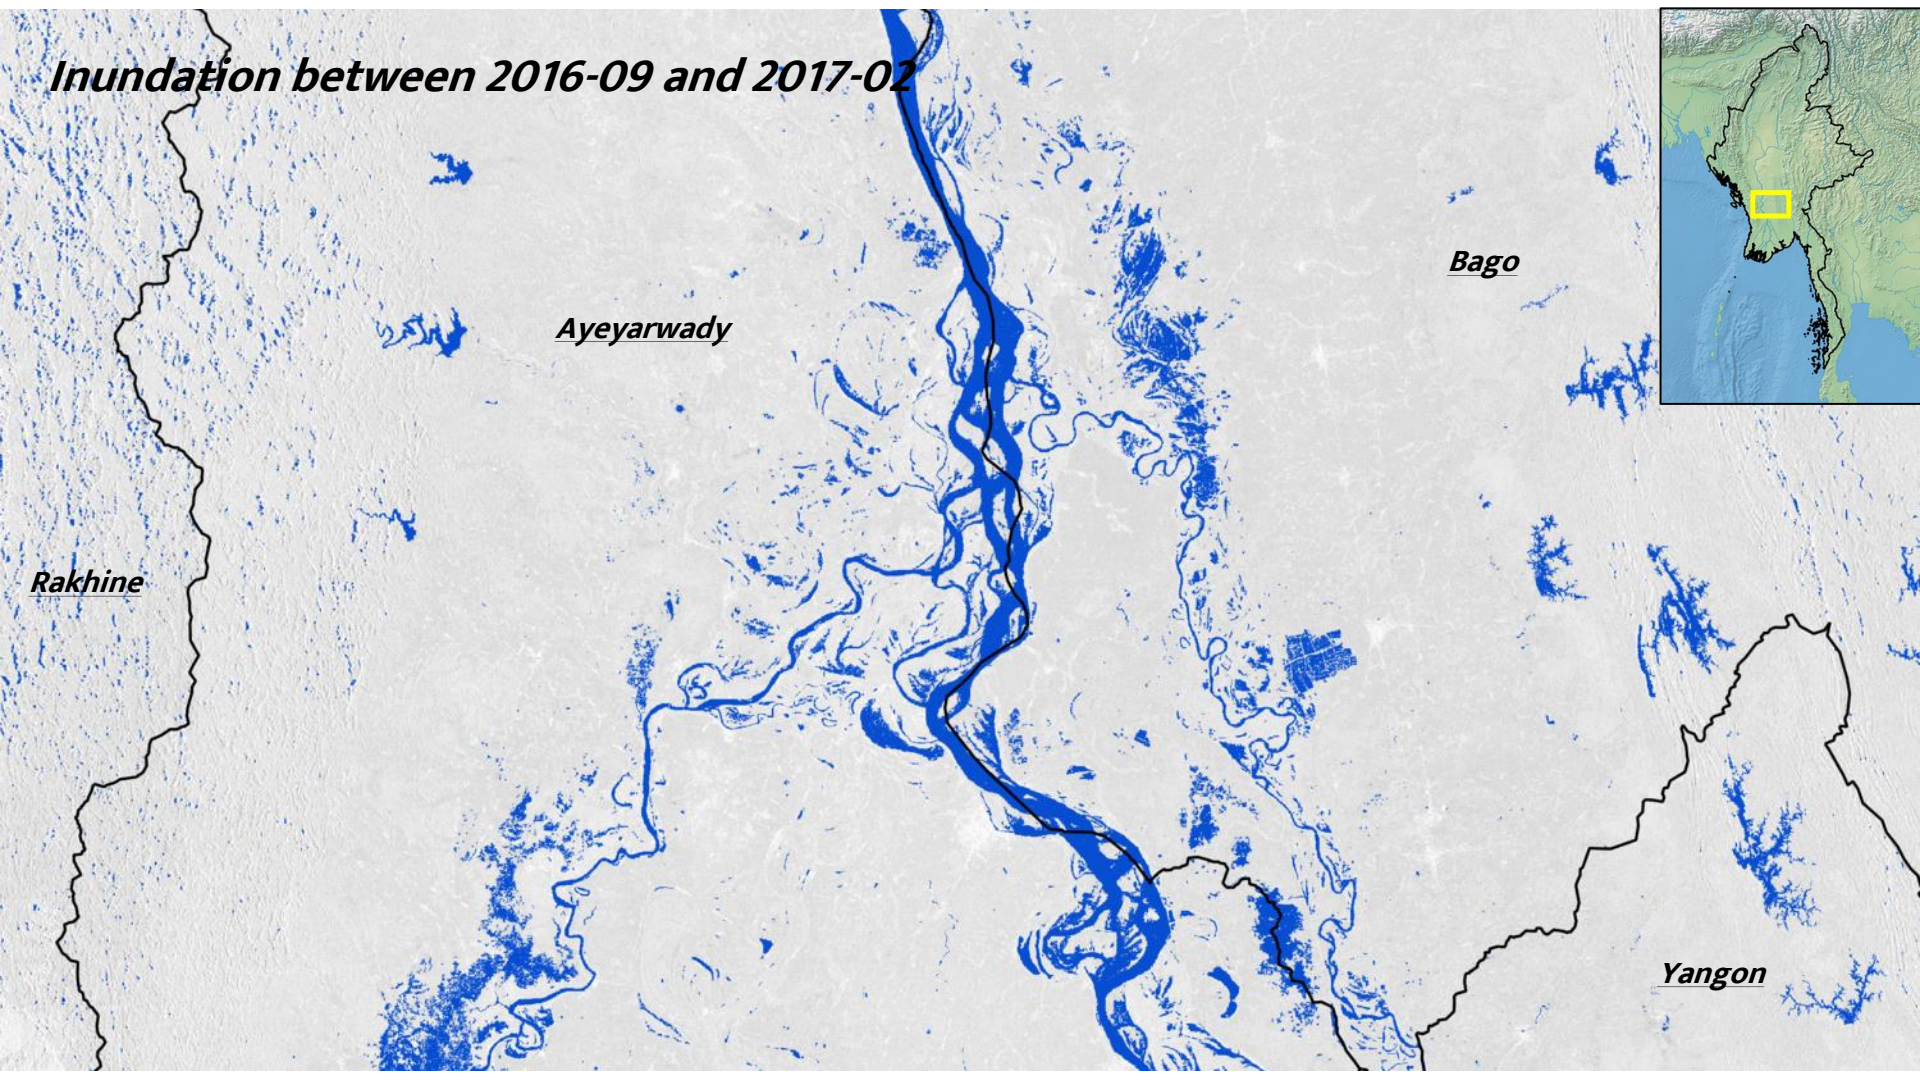 Inundation between 2016-09 and 2017-02
Bago
Ayeyarwady
Rakhine
Yangon